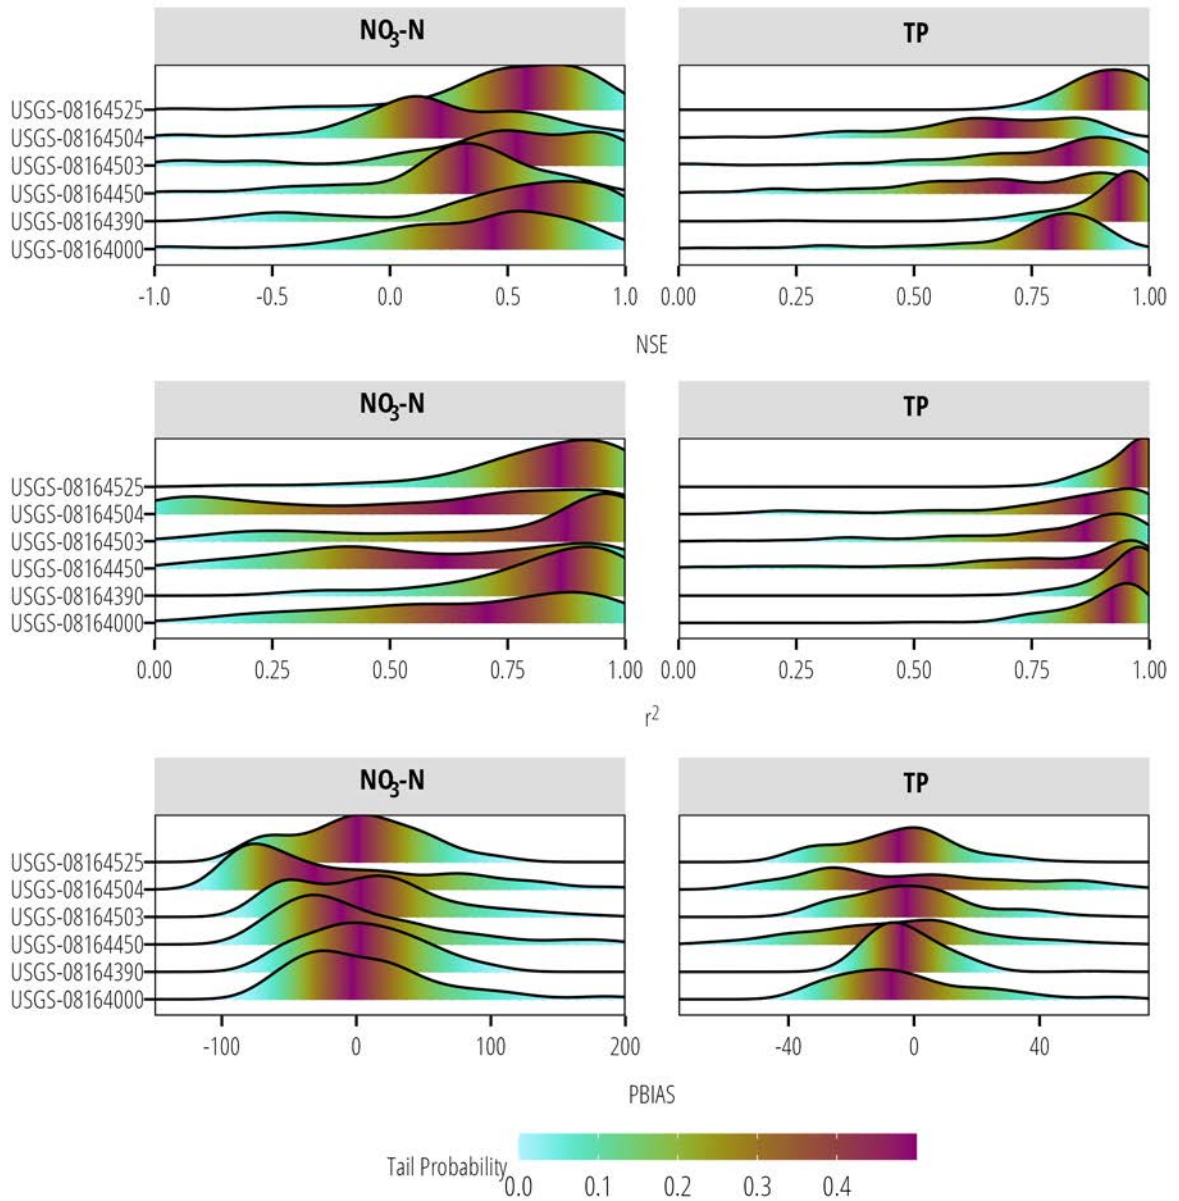 NO3-N TP
USGS-08164525
USGS-08164504
USGS-08164503
USGS-08164450
USGS-08164390
USGS-08164000
-1.0 -0.5 0.0 0.5 1.0 0.00 0.25 0.50 0.75 1.00
NSE
NO3-N TP
USGS-08164525
USGS-08164504
USGS-08164503
USGS-08164450
USGS-08164390
USGS-08164000
0.00 0.25 0.50 0.75 1.00 0.00 0.25 0.50 0.75 1.00
r2
NO3-N TP
USGS-08164525
USGS-08164504
USGS-08164503
USGS-08164450
USGS-08164390
USGS-08164000
-100 0 100 200 -40 0 40
PBIAS
Tail Probability
0.0 0.1 0.2 0.3 0.4